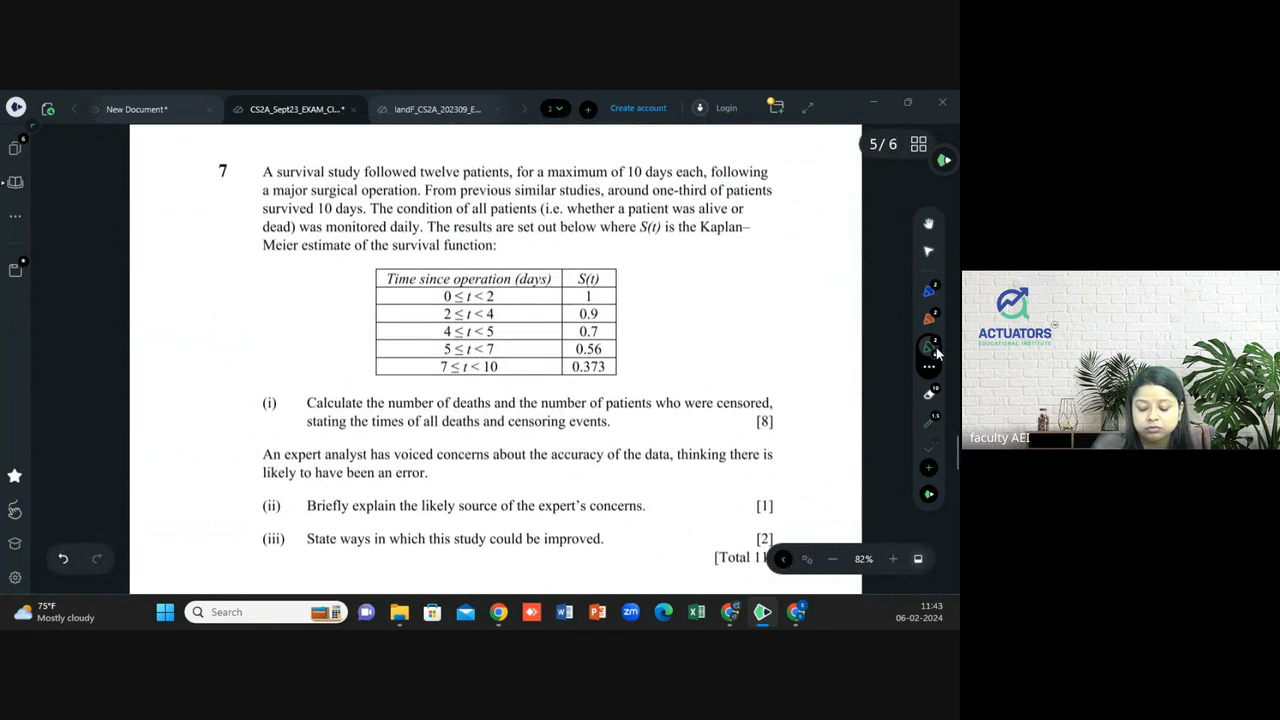 New Document*
CS2A_Sept23_EXAM_Cl...*
IandF_CS2A_202309_E...
3
Create account
Login
5 / 6
7
A survival study followed twelve patients, for a maximum of 10 days each, following
a major surgical operation. From previous similar studies, around one-third of patients
survived 10 days. The condition of all patients (i.e. whether a patient was alive or
dead) was monitored daily. The results are set out below where S(t) is the Kaplan–
Meier estimate of the survival function:
Time since operation (days) S(t)
0 ≤ t < 2 1
2 ≤ t < 4 0.9
4 ≤ t < 5 0.7
5 ≤ t < 7 0.56
7 ≤ t < 10 0.373
(i) Calculate the number of deaths and the number of patients who were censored,
stating the times of all deaths and censoring events. [8]
An expert analyst has voiced concerns about the accuracy of the data, thinking there is
likely to have been an error.
(ii) Briefly explain the likely source of the expert's concerns. [1]
(iii) State ways in which this study could be improved. [2]
[Total 11
82%
ACTUATORS
EDUCATIONAL INSTITUTE
faculty AEI
75°F
Mostly cloudy
Search
11:43
06-02-2024